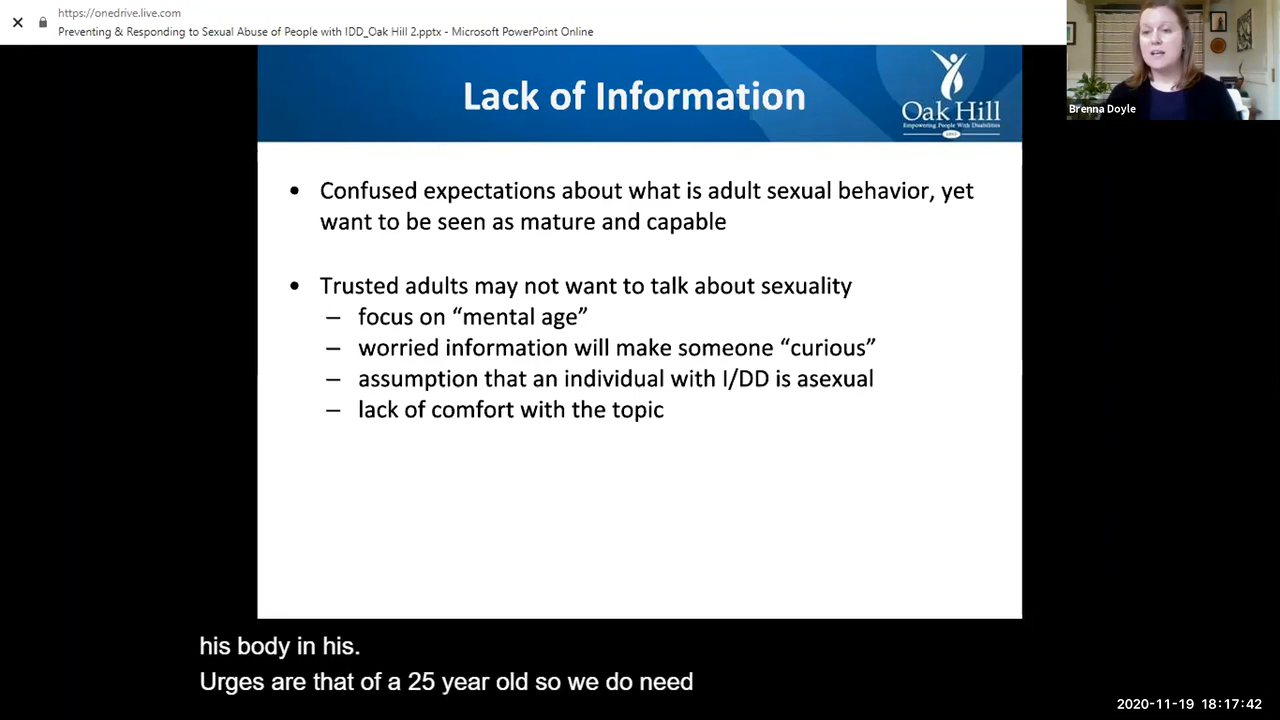 https://onedrive.live.com
Preventing & Responding to Sexual Abuse of People with IDD_Oak Hill 2.pptx - Microsoft PowerPoint Online
Brenna Doyle
Lack of Information
Oak Hill
Empowering People With Disabilities
• Confused expectations about what is adult sexual behavior, yet
want to be seen as mature and capable
• Trusted adults may not want to talk about sexuality
– focus on “mental age”
– worried information will make someone “curious”
– assumption that an individual with I/DD is asexual
– lack of comfort with the topic
his body in his.
Urges are that of a 25 year old so we do need
2020-11-19 18:17:42